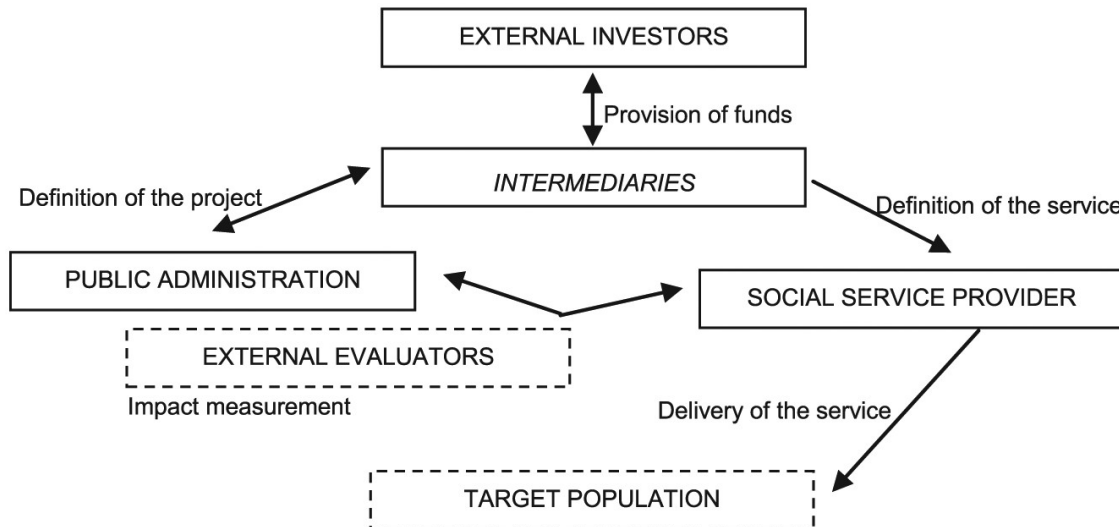 EXTERNAL INVESTORS
Provision of funds
INTERMEDIARIES
Definition of the project
Definition of the service
PUBLIC ADMINISTRATION
SOCIAL SERVICE PROVIDER
EXTERNAL EVALUATORS
Impact measurement
Delivery of the service
TARGET POPULATION